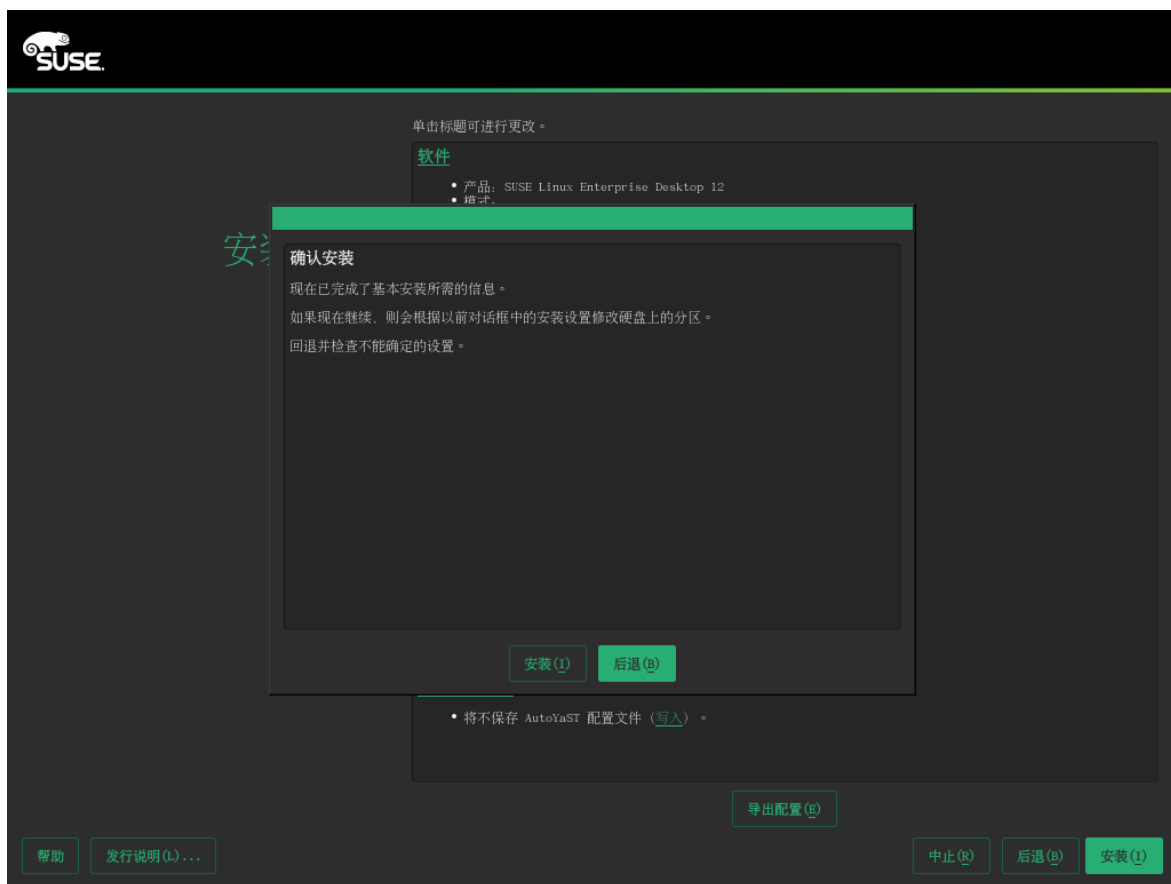 SUSE.
单击标题可进行更改。
软件
• 产品: SUSE Linux Enterprise Desktop 12
• 模式:
安装
确认安装
现在已完成了基本安装所需的信息。
如果现在继续, 则会根据以前对话框中的安装设置修改硬盘上的分区。
回退并检查不能确定的设置。
安装(I) 后退(B)
• 将不保存 AutoYaST 配置文件 (写入) 。
导出配置(E)
帮助 发行说明(L)... 中止(R) 后退(B) 安装(I)